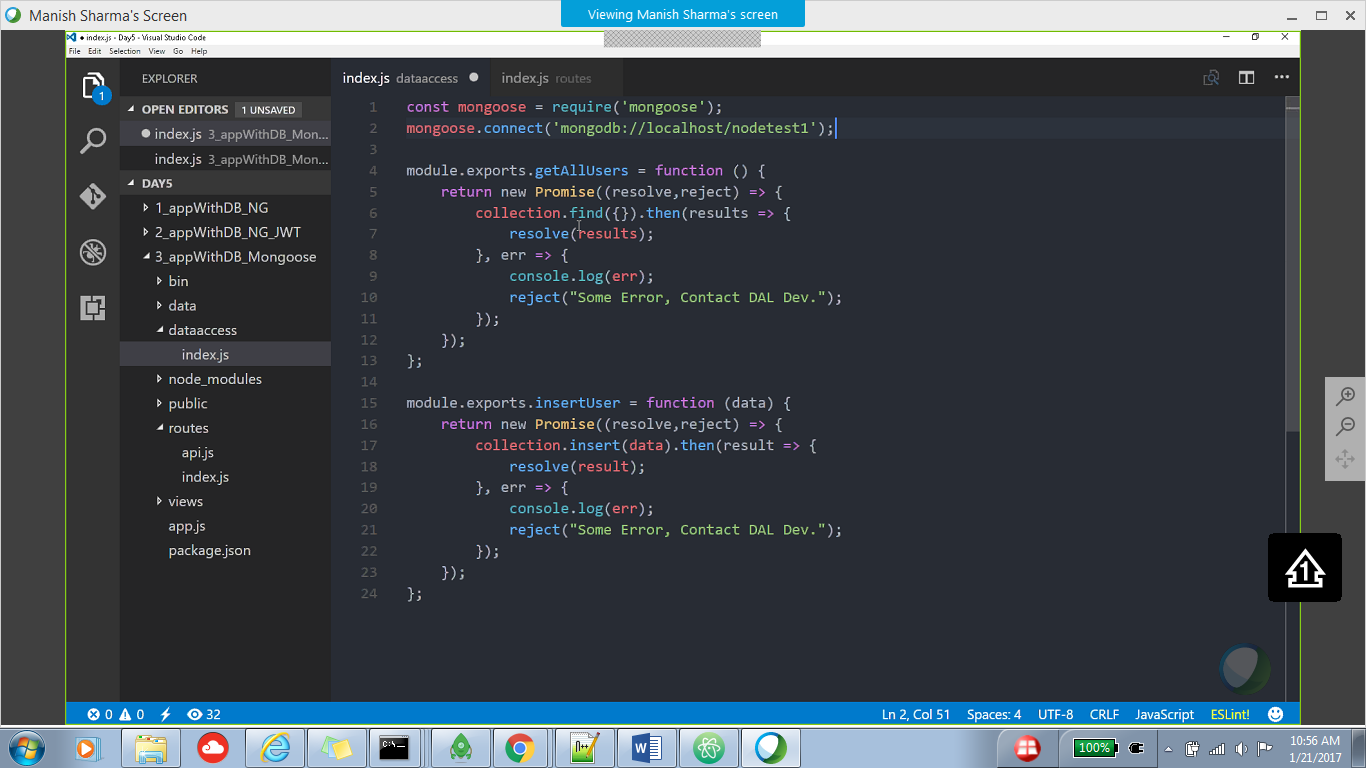 Manish Sharma's Screen
Viewing Manish Sharma's screen
● index.js - Day5 - Visual Studio Code
File Edit Selection View Go Help
EXPLORER
OPEN EDITORS 1 UNSAVED
index.js 3_appWithDB_Mon...
index.js 3_appWithDB_Mon...
DAY5
1_appWithDB_NG
2_appWithDB_NG_JWT
3_appWithDB_Mongoose
bin
data
dataaccess
index.js
node_modules
public
routes
api.js
index.js
views
app.js
package.json
1
index.js dataaccess
index.js routes
1 const mongoose = require('mongoose');
2 mongoose.connect('mongodb://localhost/nodetest1');
3
4 module.exports.getAllUsers = function () {
5 return new Promise((resolve,reject) => {
6 collection.find({}).then(results => {
7 resolve(results);
8 }, err => {
9 console.log(err);
10 reject("Some Error, Contact DAL Dev.");
11 });
12 });
13 };
14
15 module.exports.insertUser = function (data) {
16 return new Promise((resolve,reject) => {
17 collection.insert(data).then(result => {
18 resolve(result);
19 }, err => {
20 console.log(err);
21 reject("Some Error, Contact DAL Dev.");
22 });
23 });
24 };
1
0 0 32
Ln 2, Col 51 Spaces: 4 UTF-8 CRLF JavaScript ESLint!
100%
10:56 AM
1/21/2017